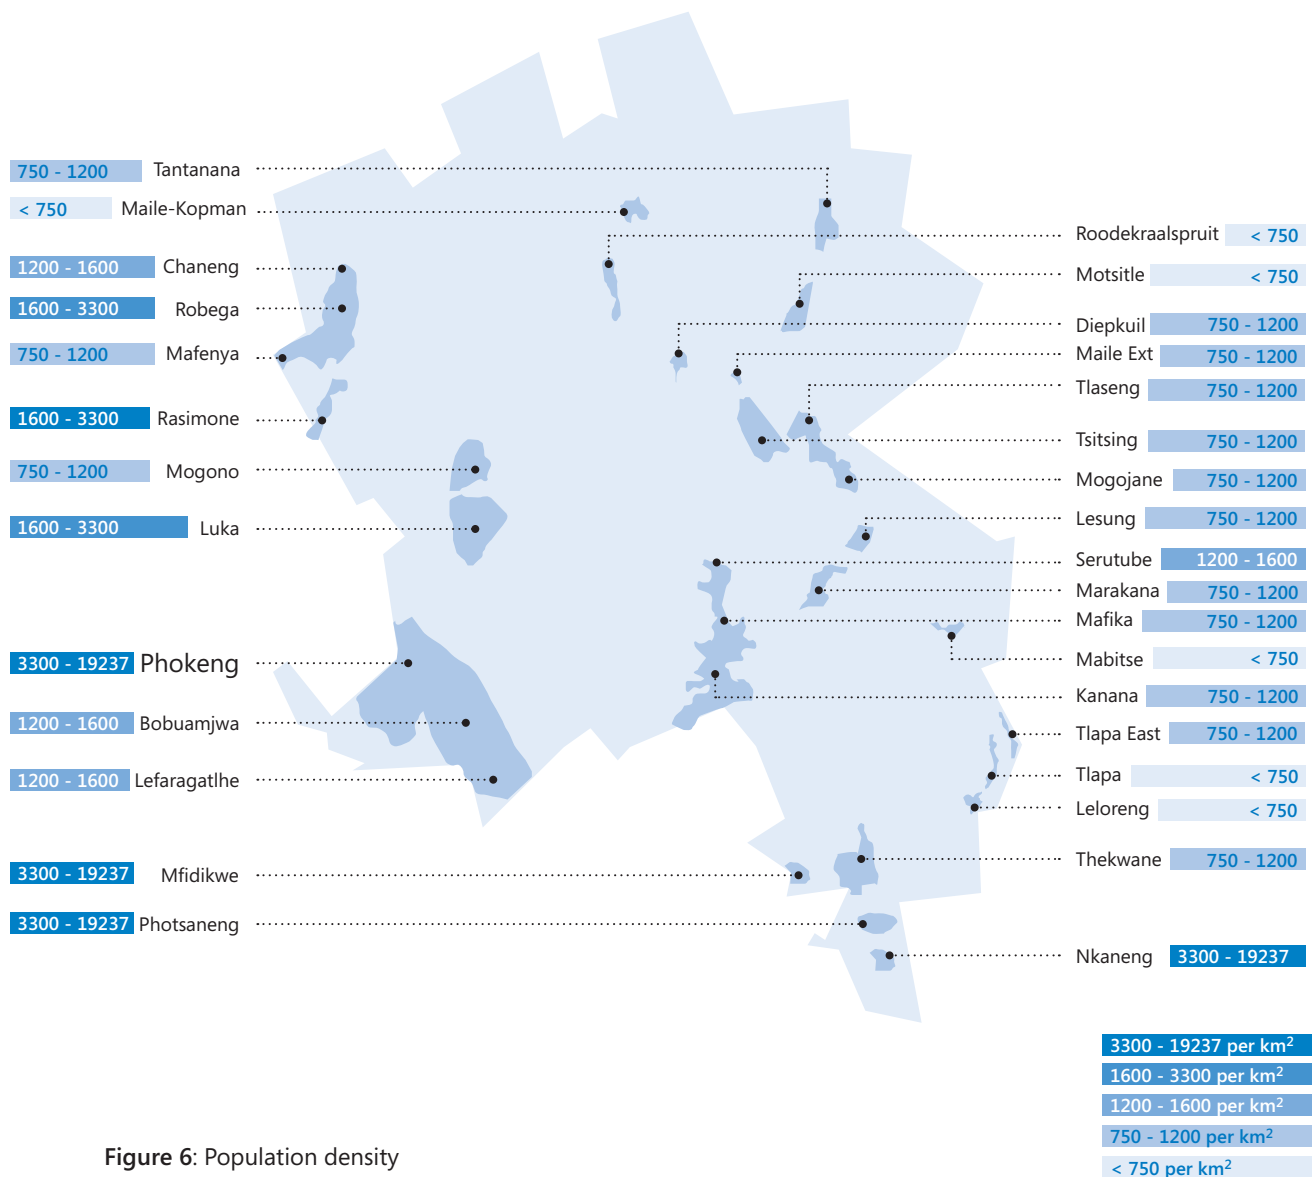 750 - 1200 Tantanana
< 750 Maile-Kopman
1200 - 1600 Chaneng
1600 - 3300 Robega
750 - 1200 Mafenya
1600 - 3300 Rasimone
750 - 1200 Mogono
1600 - 3300 Luka
3300 - 19237 Phokeng
1200 - 1600 Bobuamjwa
1200 - 1600 Lefaragatlhe
3300 - 19237 Mfidikwe
3300 - 19237 Photsaneng
Roodekraalspruit < 750
Motsitle < 750
Diepkuil 750 - 1200
Maile Ext 750 - 1200
Tlaseng 750 - 1200
Tsitsing 750 - 1200
Mogojane 750 - 1200
Lesung 750 - 1200
Serutube 1200 - 1600
Marakana 750 - 1200
Mafika 750 - 1200
Mabitse < 750
Kanana 750 - 1200
Tlapa East 750 - 1200
Tlapa < 750
Leloreng < 750
Thekwane 750 - 1200
Nkaneng 3300 - 19237
3300 - 19237 per km²
1600 - 3300 per km²
1200 - 1600 per km²
750 - 1200 per km²
< 750 per km²
Figure 6: Population density